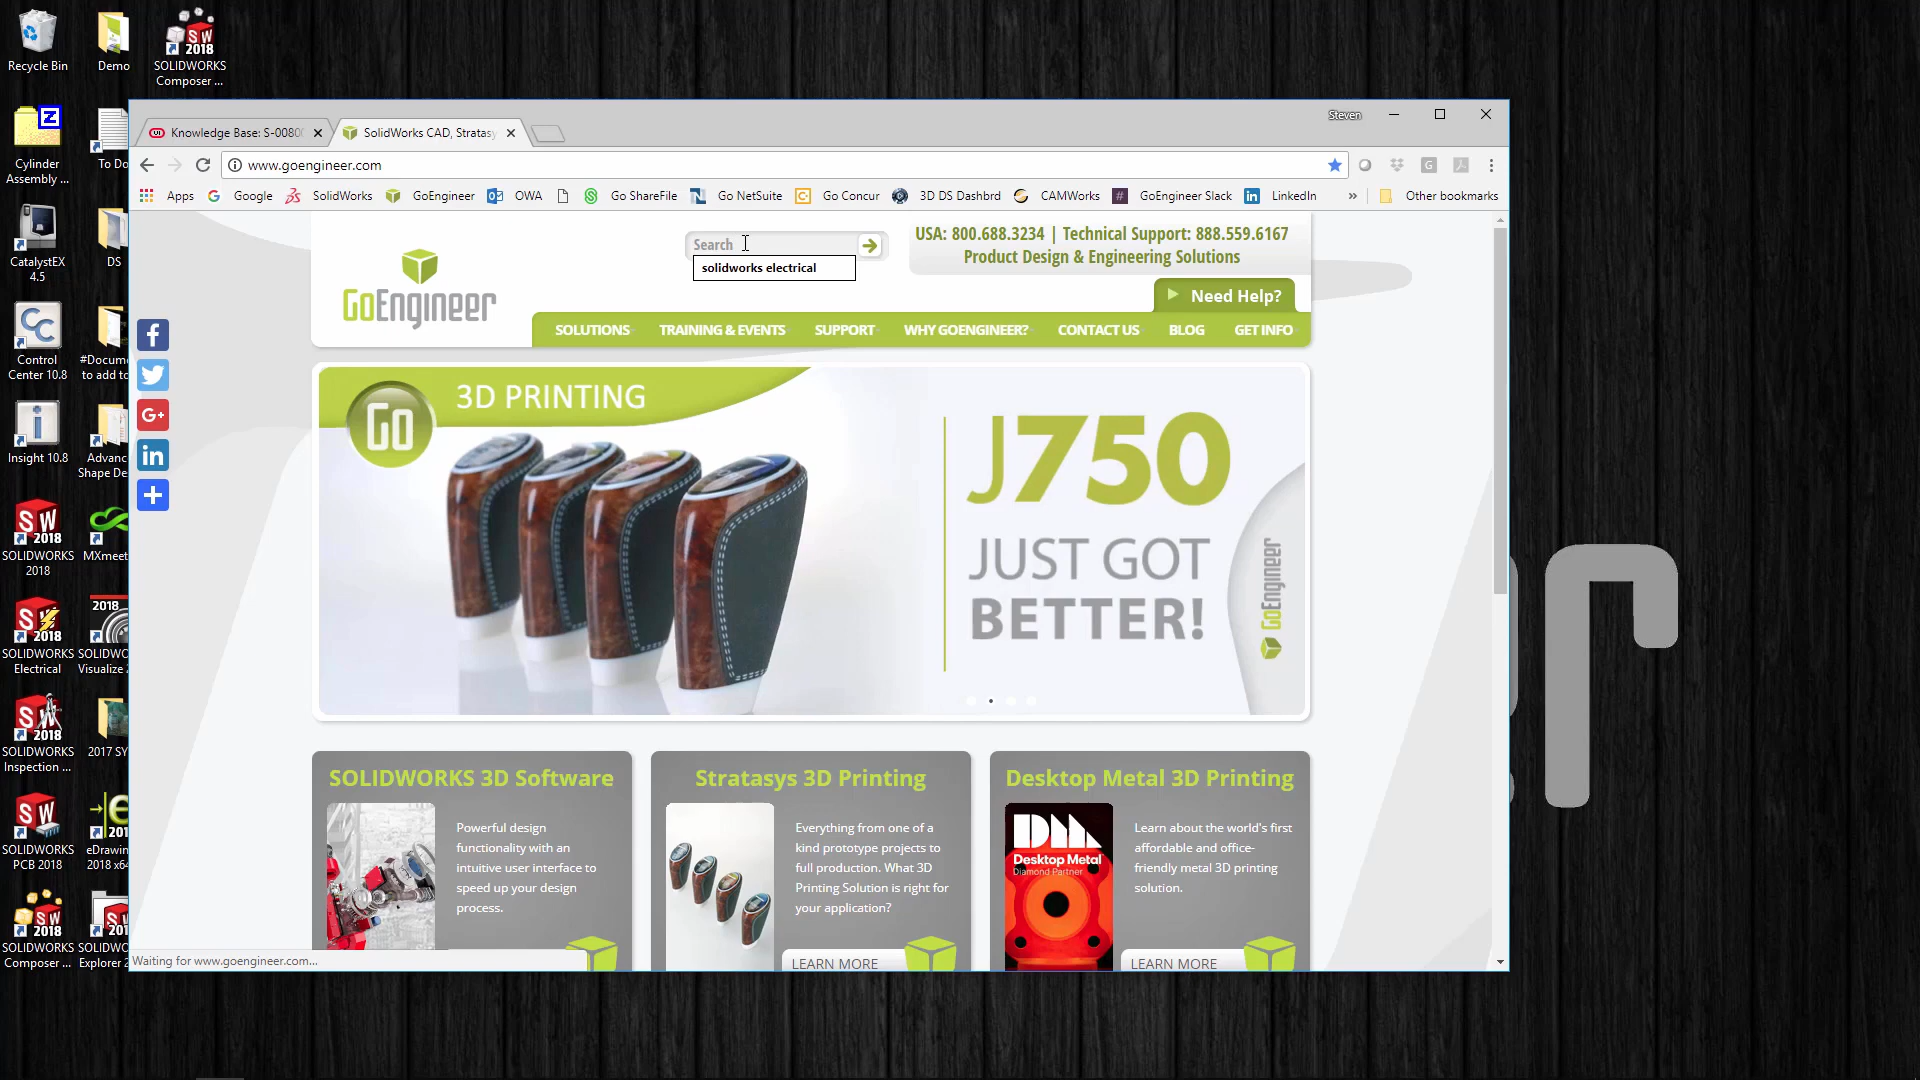 Recycle Bin
Demo
SOLIDWORKS
Composer ...
SW
2018
Z
Cylinder
Assembly ...
To Do
CatalystEX
4.5
DS
Control
Center 10.8
#Docum
to add to
Insight 10.8
Advanc
Shape De
SOLIDWORKS
2018
MXmeet
SOLIDWORKS
Electrical
SOLIDWORKS
Visualize 2
SOLIDWORKS
Inspection ...
2017 SY
SOLIDWORKS
PCB 2018
eDrawin
2018 x64
SOLIDWORKS
Composer ...
SOLIDWOR
Explorer 2
Steven
Knowledge Base: S-0080
SolidWorks CAD, Stratasy
www.goengineer.com
Apps
Google
SolidWorks
GoEngineer
OWA
Go ShareFile
Go NetSuite
Go Concur
3D DS Dashbrd
CAMWorks
GoEngineer Slack
LinkedIn
»
Other bookmarks
GoEngineer
Search
solidworks electrical
USA: 800.688.3234 | Technical Support: 888.559.6167
Product Design & Engineering Solutions
Need Help?
SOLUTIONS
TRAINING & EVENTS
SUPPORT
WHY GOENGINEER?
CONTACT US
BLOG
GET INFO
Go
3D PRINTING
J750
JUST GOT
BETTER!
GoEngineer
SOLIDWORKS 3D Software
Powerful design
functionality with an
intuitive user interface to
speed up your design
process.
Stratasys 3D Printing
Everything from one of a
kind prototype projects to
full production. What 3D
Printing Solution is right for
your application?
LEARN MORE
Desktop Metal 3D Printing
DM
Desktop Metal
Diamond Partner
Learn about the world's first
affordable and office-
friendly metal 3D printing
solution.
LEARN MORE
Waiting for www.goengineer.com...